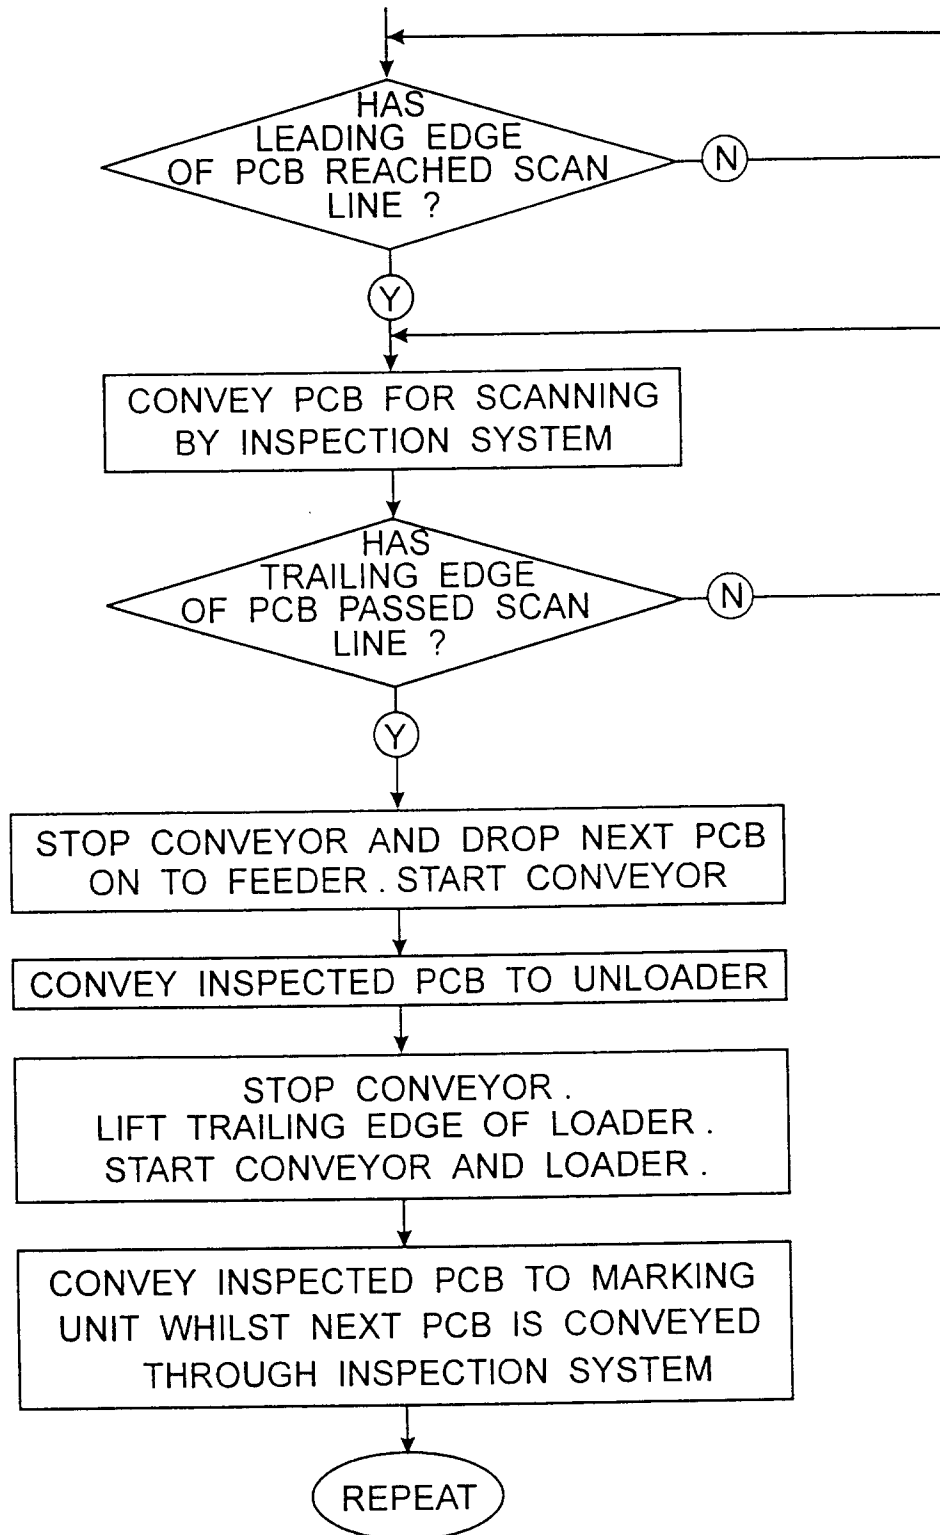 HAS
LEADING EDGE
OF PCB REACHED SCAN
LINE ?
N
Y
CONVEY PCB FOR SCANNING
BY INSPECTION SYSTEM
HAS
TRAILING EDGE
OF PCB PASSED SCAN
LINE ?
N
Y
STOP CONVEYOR AND DROP NEXT PCB
ON TO FEEDER. START CONVEYOR
CONVEY INSPECTED PCB TO UNLOADER
STOP CONVEYOR.
LIFT TRAILING EDGE OF LOADER.
START CONVEYOR AND LOADER.
CONVEY INSPECTED PCB TO MARKING
UNIT WHILST NEXT PCB IS CONVEYED
THROUGH INSPECTION SYSTEM
REPEAT